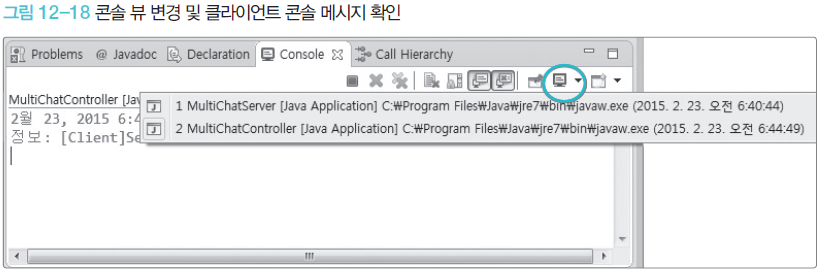 그림 12-18 콘솔 뷰 변경 및 클라이언트 콘솔 메시지 확인
Problems @ Javadoc Declaration Console Call Hierarchy
MultiChatController [Jav
1 MultiChatServer [Java Application] C:₩Program Files₩Java₩jre7₩bin₩javaw.exe (2015. 2. 23. 오전 6:40:44)
2월 23, 2015 6:4
2 MultiChatController [Java Application] C:₩Program Files₩Java₩jre7₩bin₩javaw.exe (2015. 2. 23. 오전 6:44:49)
정보: [Client]Se